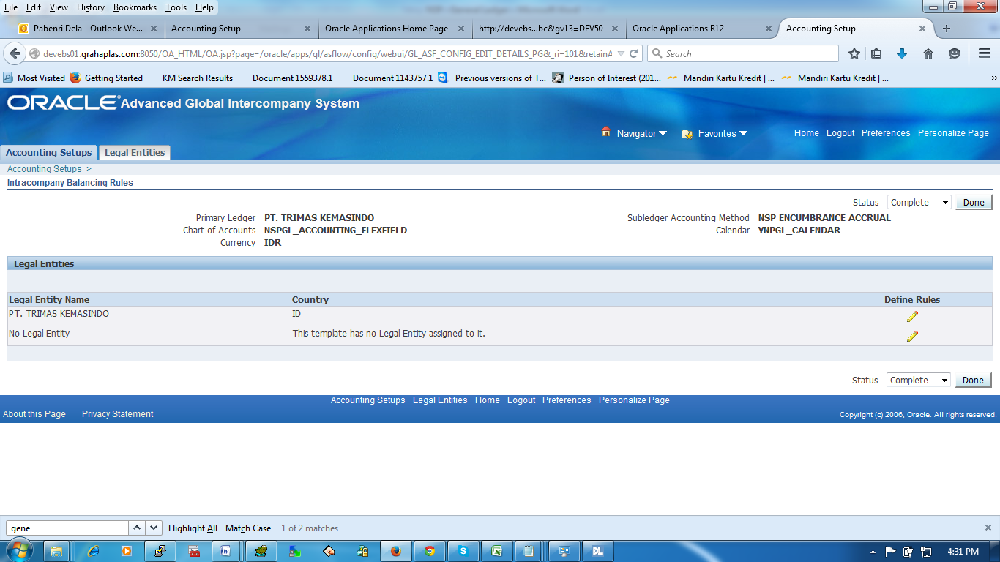 File Edit View History Bookmarks Tools Help
Pabenri Dela - Outlook We... × Accounting Setup × Oracle Applications Home Page × http://devebs...bc&gv13=DEV50 × Oracle Applications R12 × Accounting Setup × +
devebs01.grahaplas.com:8050/OA_HTML/OA.jsp?page=/oracle/apps/gl/asflow/config/webui/GL_ASF_CONFIG_EDIT_DETAILS_PG&_ri=101&retainA Search
Most Visited Getting Started KM Search Results Document 1559378.1 Document 1143757.1 Previous versions of T... Person of Interest (201... Mandiri Kartu Kredit | ... Mandiri Kartu Kredit | ... »
ORACLE® Advanced Global Intercompany System
Navigator Favorites Home Logout Preferences Personalize Page
Accounting Setups Legal Entities
Accounting Setups >
Intracompany Balancing Rules
Status Complete Done
Primary Ledger PT. TRIMAS KEMASINDO Subledger Accounting Method NSP ENCUMBRANCE ACCRUAL
Chart of Accounts NSPGL_ACCOUNTING_FLEXFIELD Calendar YNPGL_CALENDAR
Currency IDR
Legal Entities
Legal Entity Name Country Define Rules
PT. TRIMAS KEMASINDO ID
No Legal Entity This template has no Legal Entity assigned to it.
Status Complete Done
Accounting Setups Legal Entities Home Logout Preferences Personalize Page
About this Page Privacy Statement Copyright (c) 2006, Oracle. All rights reserved.
gene Highlight All Match Case 1 of 2 matches ×
DL 4:31 PM